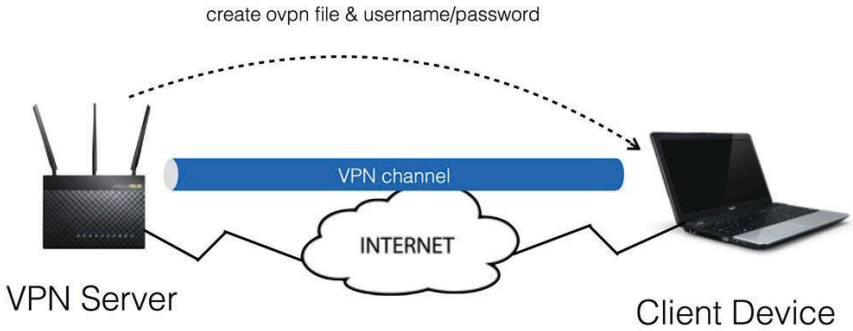 create ovpn file & username/password
VPN channel
INTERNET
VPN Server
Client Device